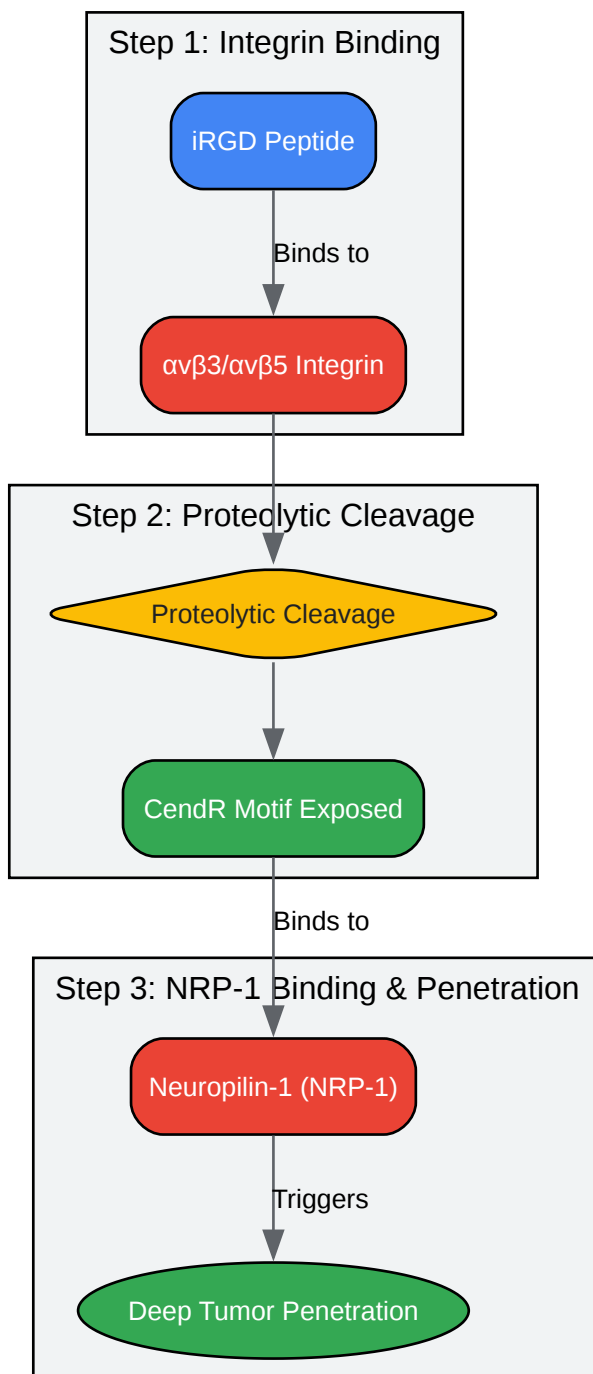 Step 1: Integrin Binding
iRGD Peptide
Binds to
αvβ3/αvβ5 Integrin
Step 2: Proteolytic Cleavage
Proteolytic Cleavage
CendR Motif Exposed
Binds to
Step 3: NRP-1 Binding & Penetration
Neuropilin-1 (NRP-1)
Triggers
Deep Tumor Penetration